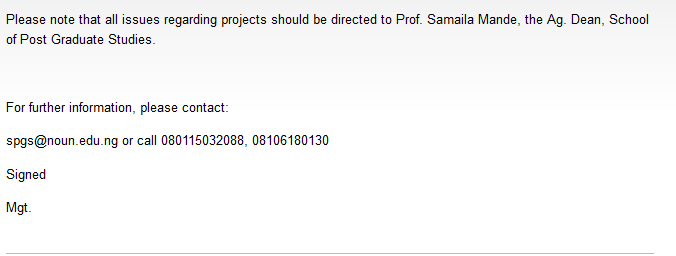 Please note that all issues regarding projects should be directed to Prof. Samaila Mande, the Ag. Dean, School
of Post Graduate Studies.
For further information, please contact:
spgs@noun.edu.ng or call 080115032088, 08106180130
Signed
Mgt.